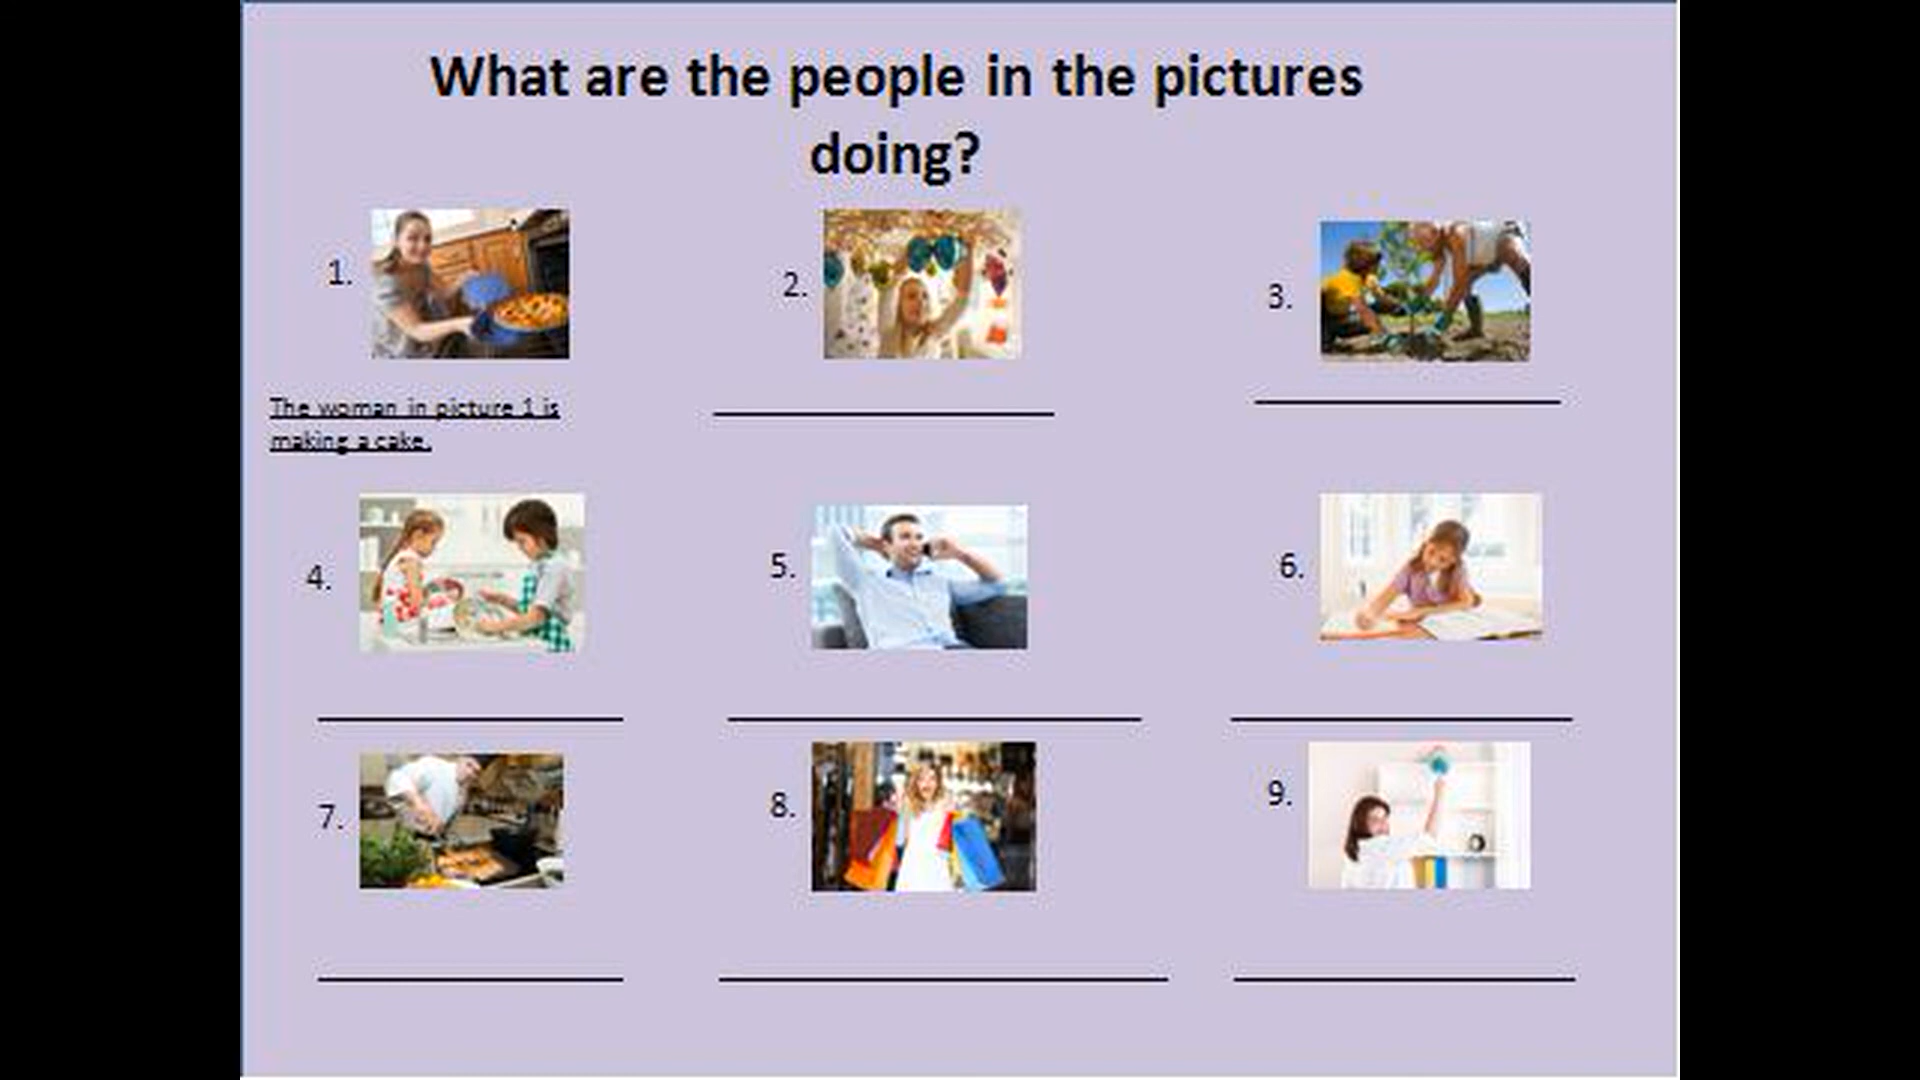 What are the people in the pictures
doing?
1.
2.
3.
The woman in picture 1 is
making a cake.
4.
5.
6.
7.
8.
9.